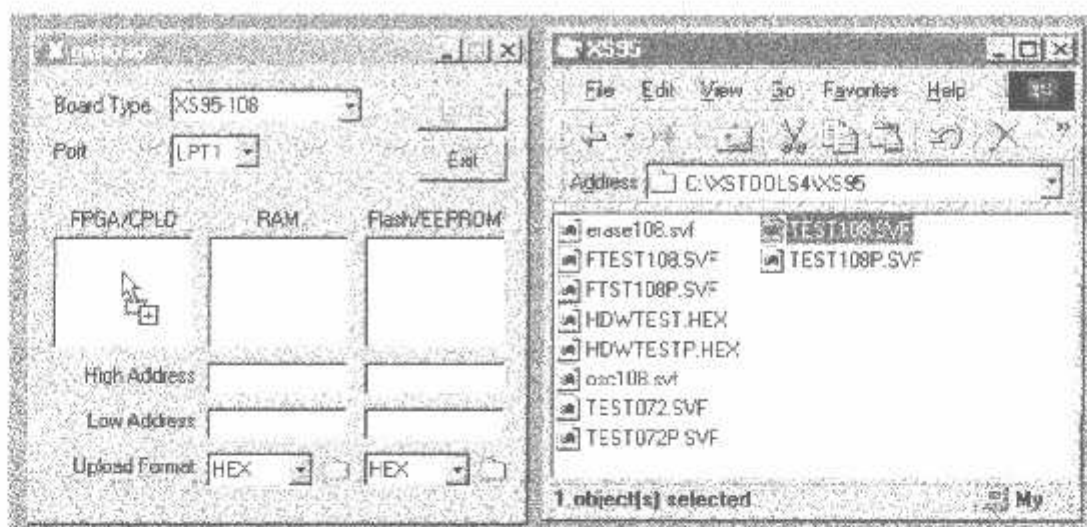 Board Type XS95-108
Port LPT1
Exit
FPGA/CPLD RAM Flash/EEPROM
High Address
Low Address
Upload Format HEX HEX
XS95
File Edit View Go Favorites Help
»
Address C:\XSTOOLS4\XS95
erase108.svf
FTEST108.SVF
FTST108P.SVF
HDWTEST.HEX
HDWTESTP.HEX
osc108.svf
TEST072.SVF
TEST072P.SVF
TEST108.SVF
TEST108P.SVF
1 object(s) selected
My